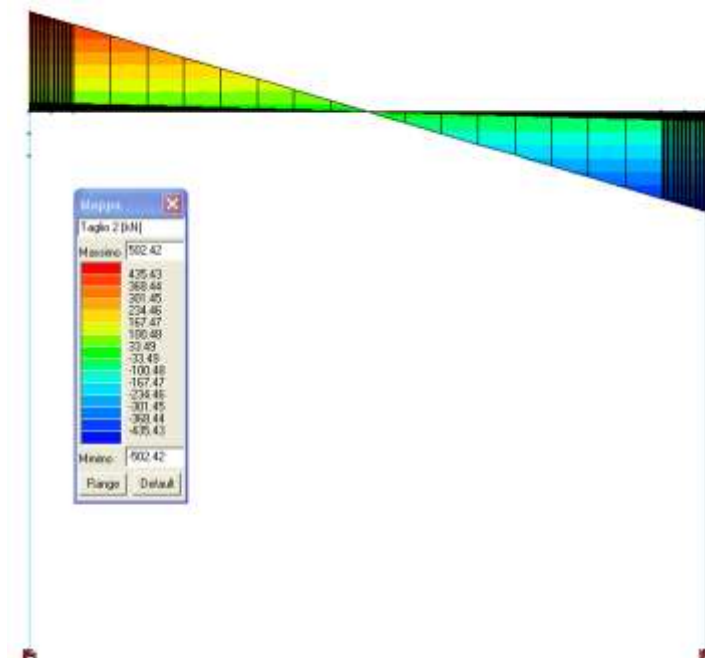 Mappa
Taglio 2 [kN]
Massimo 502.42
435.43
368.44
301.45
234.46
167.47
100.48
33.49
-33.49
-100.48
-167.47
-234.46
-301.45
-368.44
-435.43
Minimo -502.42
Range Default